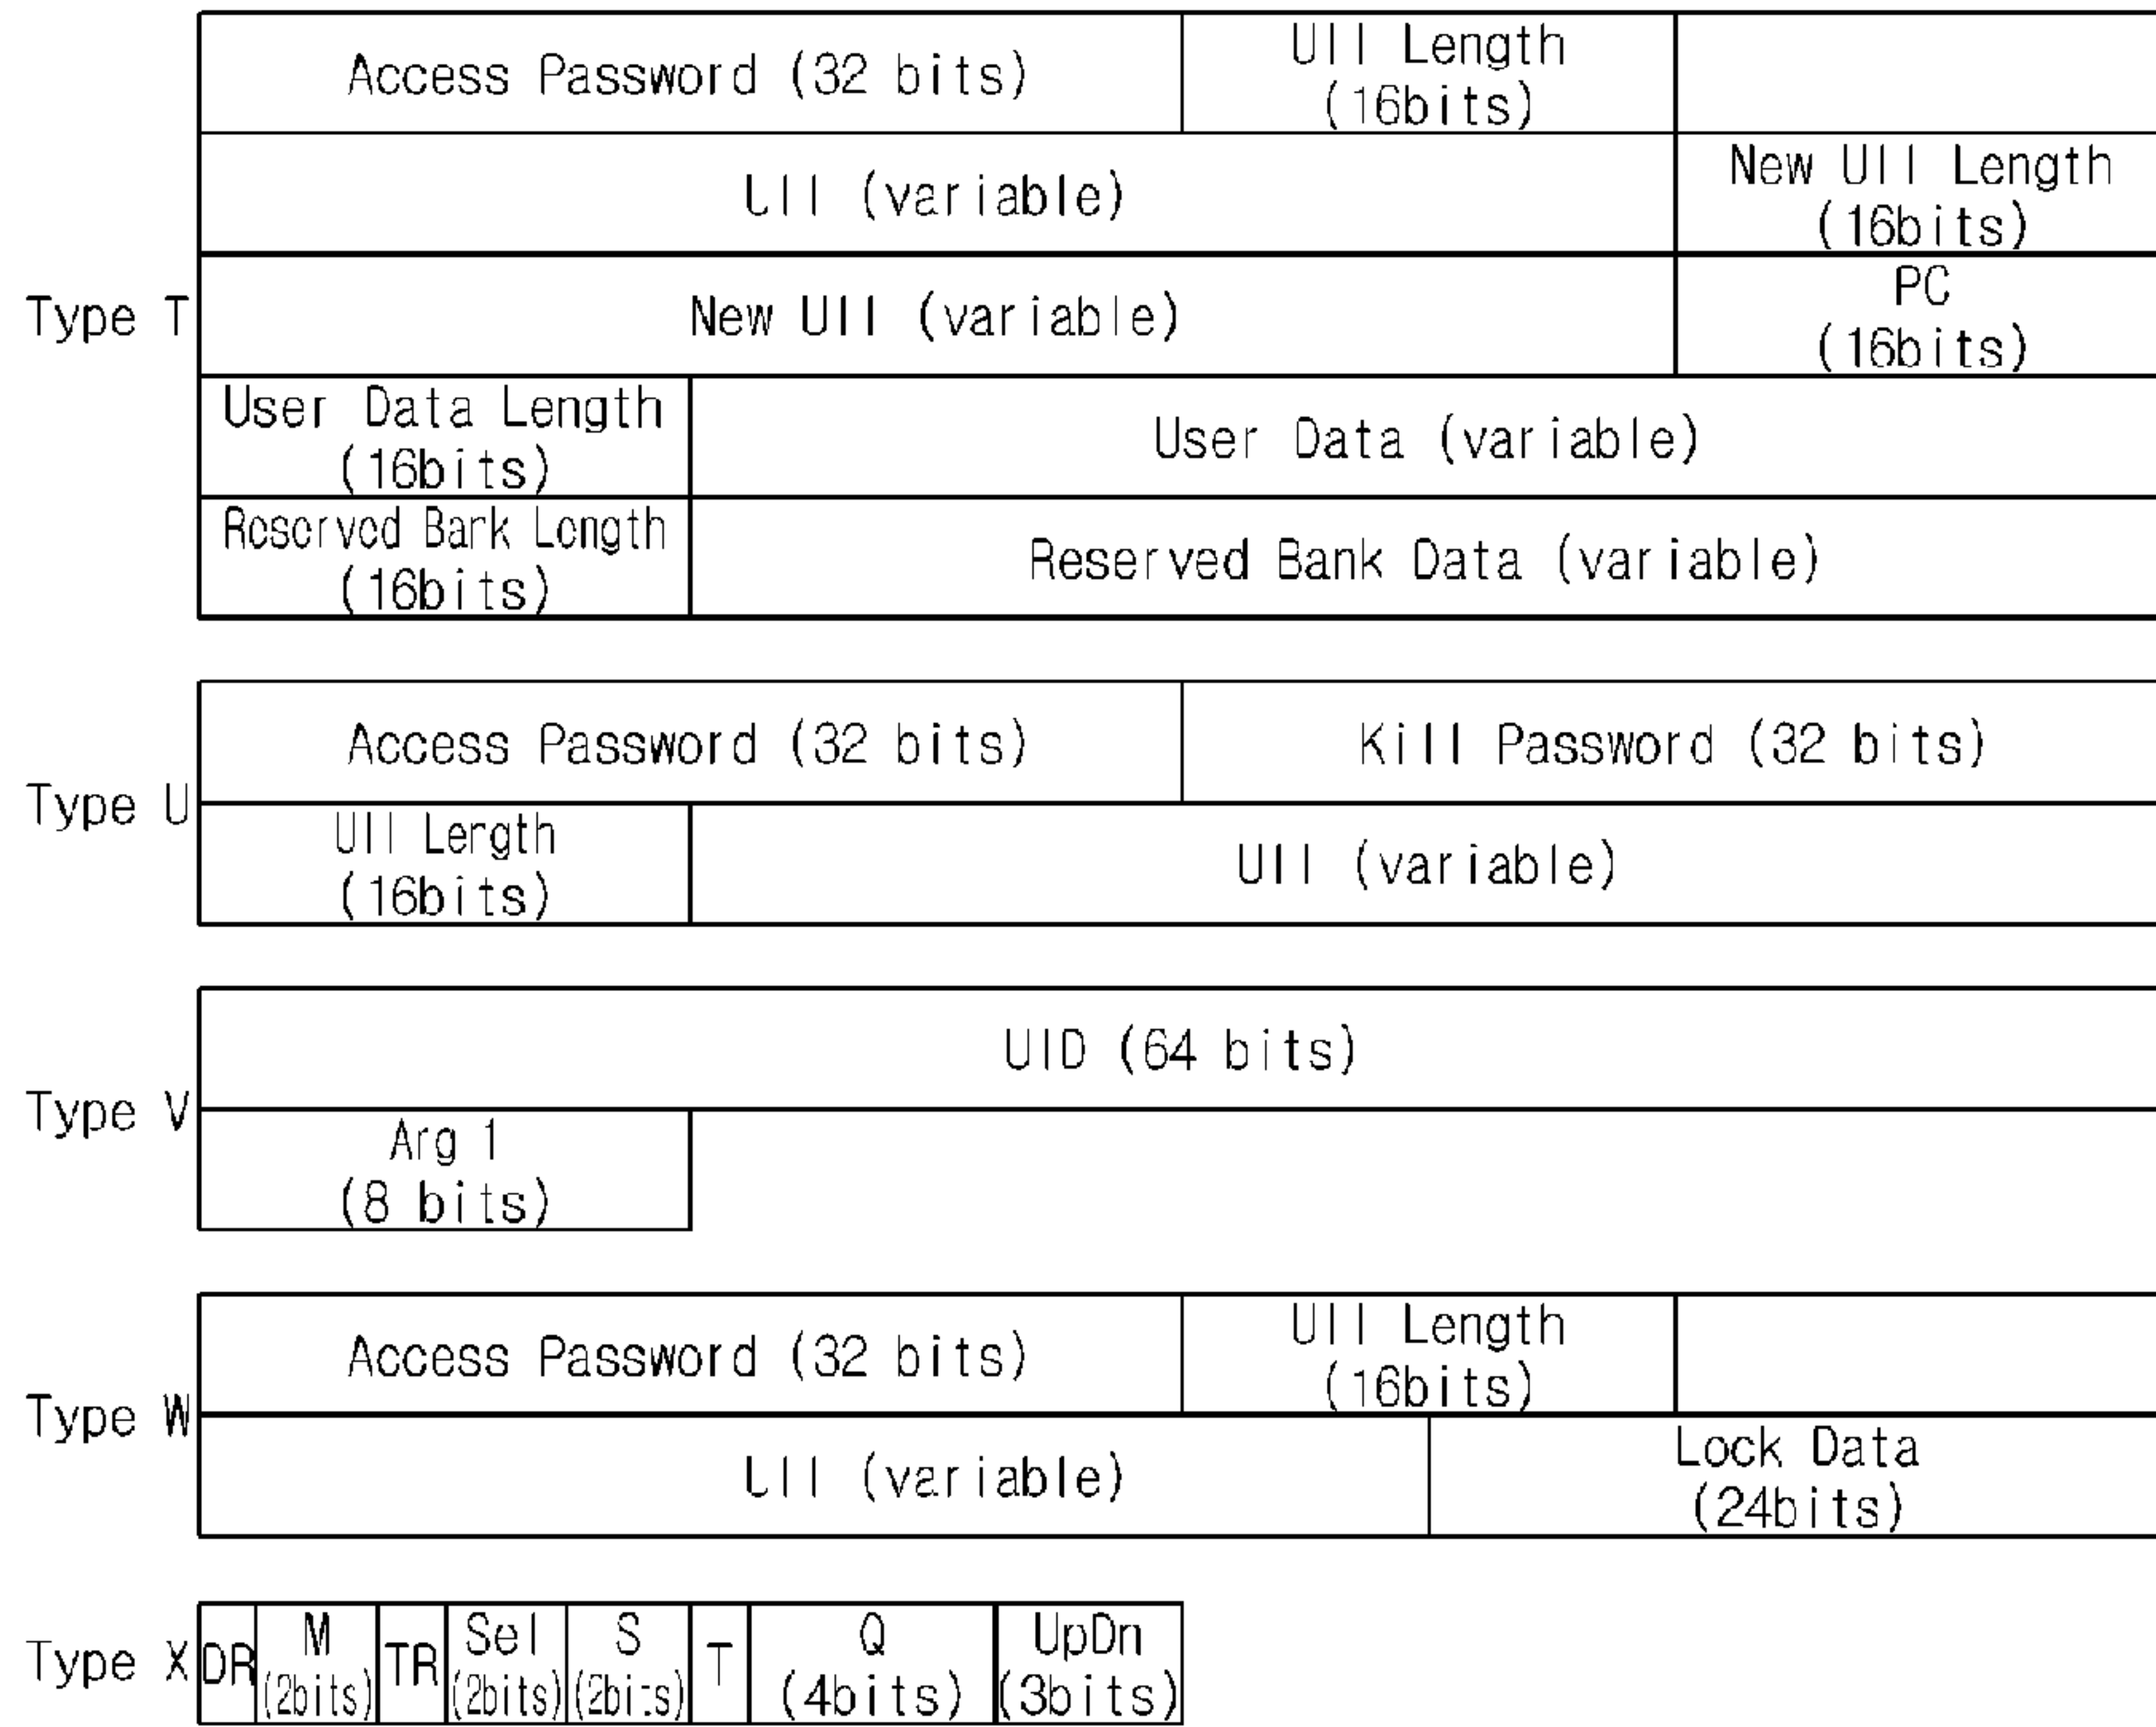 Access Password (32 bits)
UII Length
(16bits)
UII (variable)
New UII Length
(16bits)
Type T
New UII (variable)
PC
(16bits)
User Data Length
(16bits)
User Data (variable)
Reserved Bank Length
(16bits)
Reserved Bank Data (variable)
Type U
Access Password (32 bits)
Kill Password (32 bits)
UII Length
(16bits)
UII (variable)
Type V
UID (64 bits)
Arg 1
(8 bits)
Type W
Access Password (32 bits)
UII Length
(16bits)
UII (variable)
Lock Data
(24bits)
Type X
DR
M
(2bits)
TR
Sel
(2bits)
S
(2bits)
T
Q
(4bits)
UpDn
(3bits)